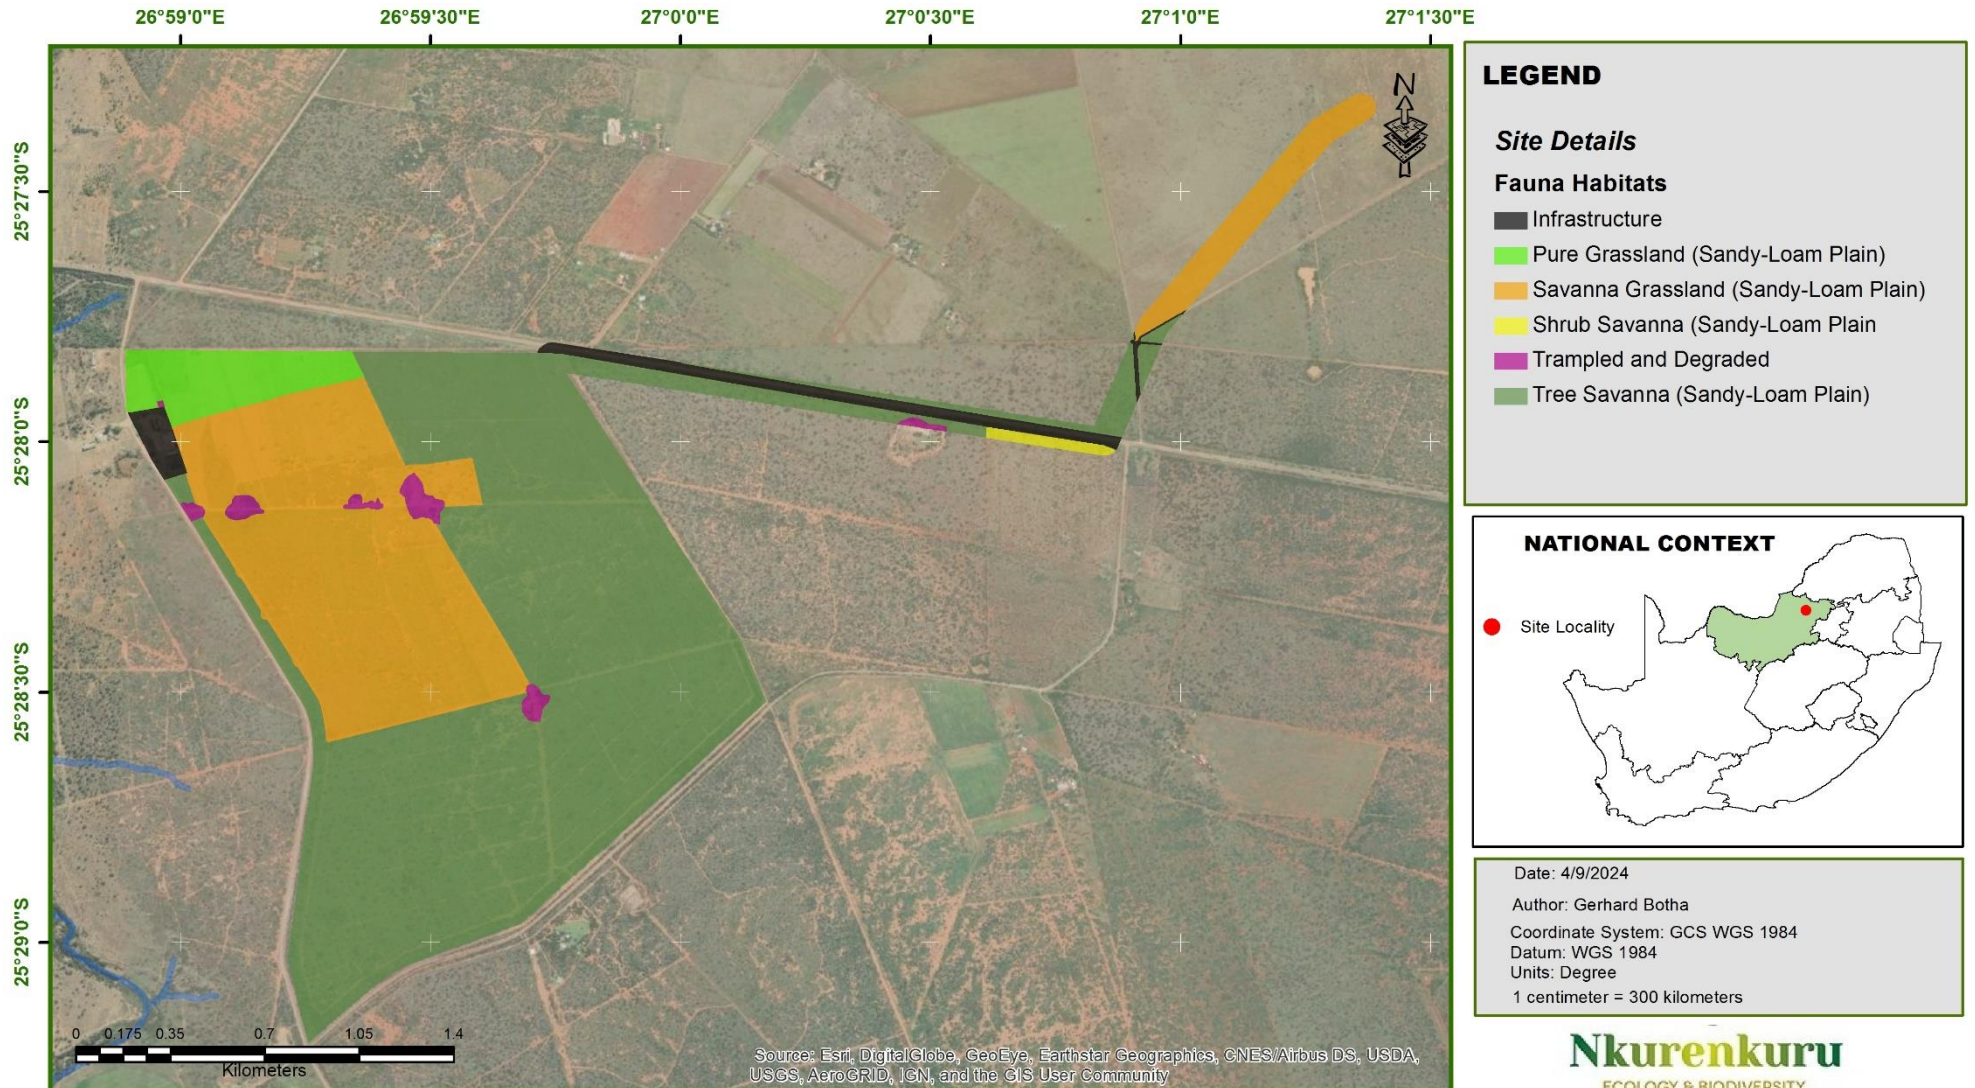 26°59'0"E 26°59'30"E 27°0'0"E 27°0'30"E 27°1'0"E 27°1'30"E
25°27'30"S
25°28'0"S
25°28'30"S
25°29'0"S
N
0 0.175 0.35 0.7 1.05 1.4
Kilometers
Source: Esri, DigitalGlobe, GeoEye, Earthstar Geographics, CNES/Airbus DS, USDA,
USGS, AeroGRID, IGN, and the GIS User Community
LEGEND
Site Details
Fauna Habitats
Infrastructure
Pure Grassland (Sandy-Loam Plain)
Savanna Grassland (Sandy-Loam Plain)
Shrub Savanna (Sandy-Loam Plain
Trampled and Degraded
Tree Savanna (Sandy-Loam Plain)
NATIONAL CONTEXT
Site Locality
Date: 4/9/2024
Author: Gerhard Botha
Coordinate System: GCS WGS 1984
Datum: WGS 1984
Units: Degree
1 centimeter = 300 kilometers
Nkurenkuru
ECOLOGY & BIODIVERSITY